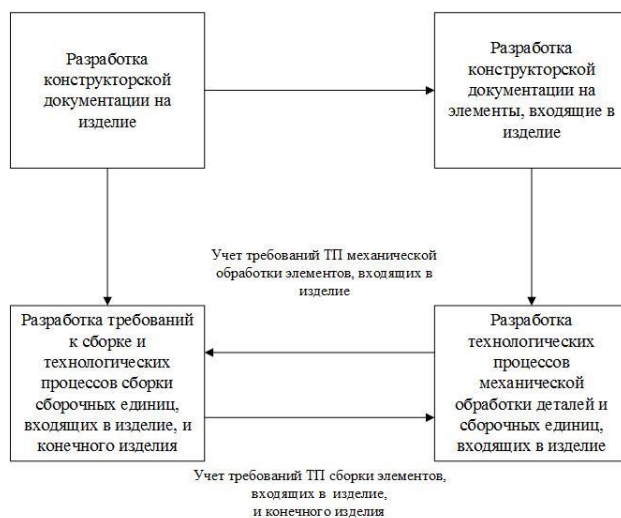 Разработка
конструкторской
документации на
изделие
Разработка
конструкторской
документации на
элементы, входящие в
изделие
Учет требований ТП механической
обработки элементов, входящих в
изделие
Разработка требований
к сборке и
технологических
процессов сборки
сборочных единиц,
входящих в изделие, и
конечного изделия
Разработка
технологических
процессов
механической
обработки деталей и
сборочных единиц,
входящих в изделие
Учет требований ТП сборки элементов,
входящих в изделие,
и конечного изделия